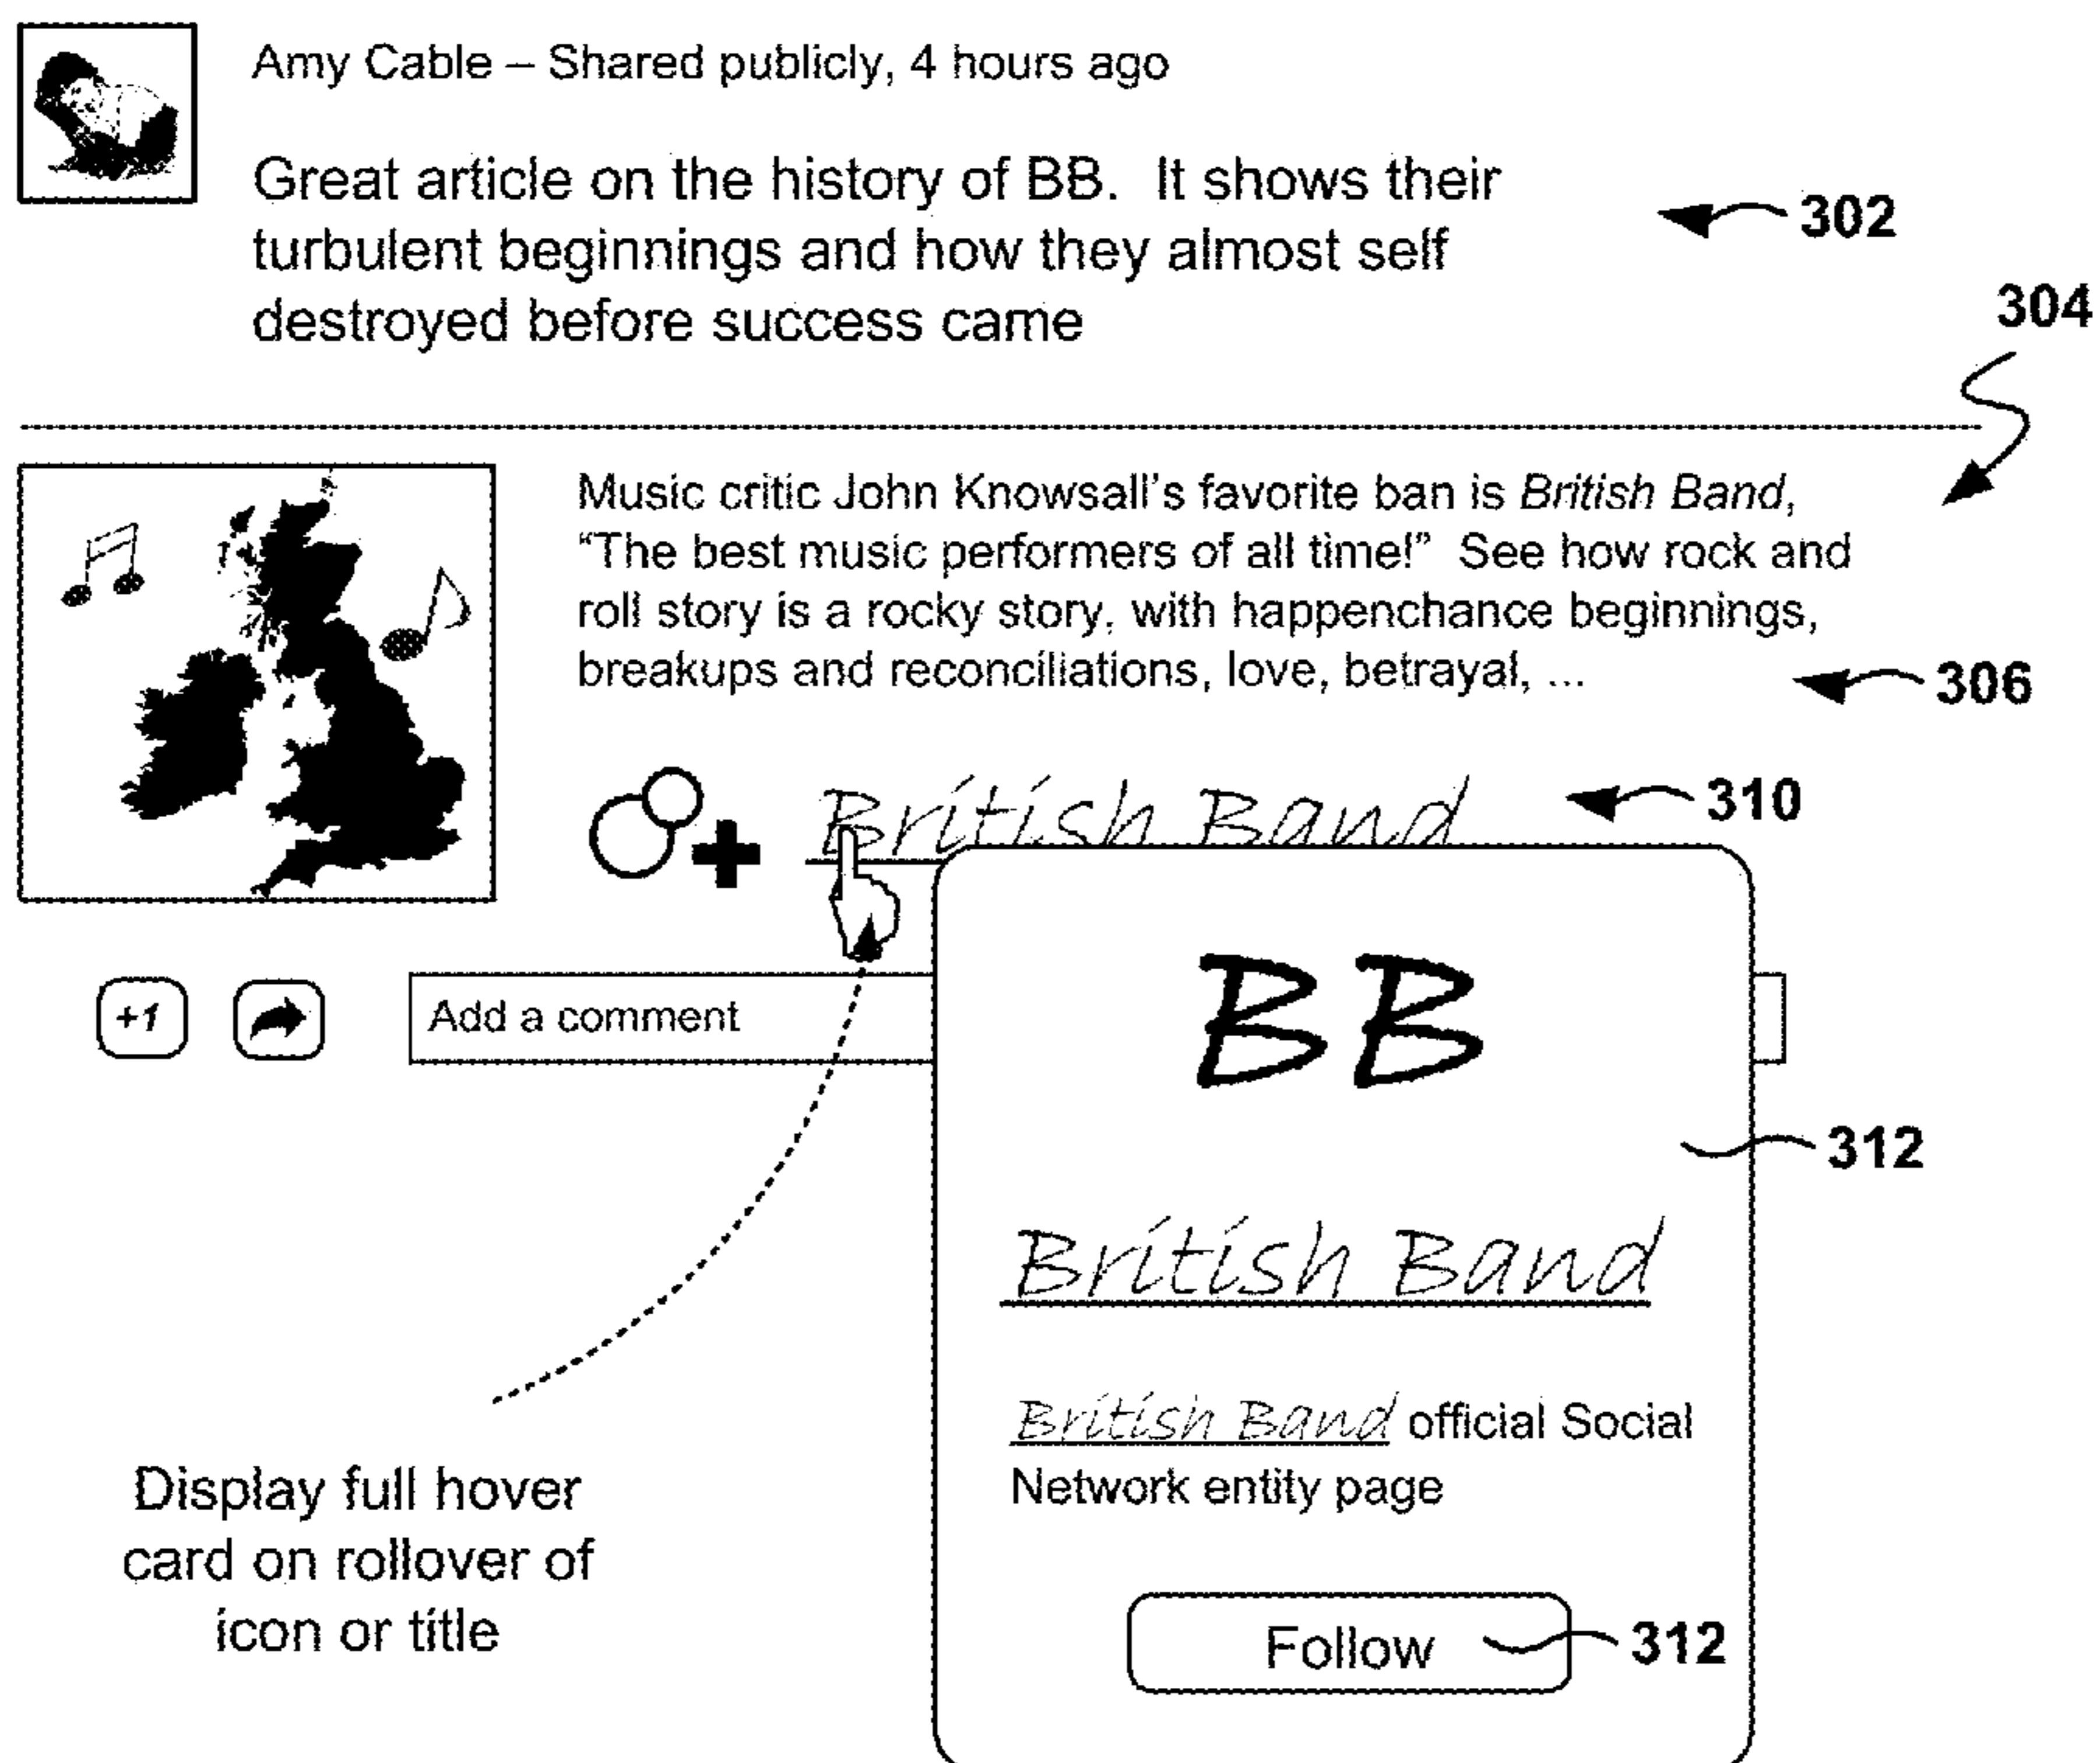 Amy Cable – Shared publicly, 4 hours ago
Great article on the history of BB. It shows their
turbulent beginnings and how they almost self
destroyed before success came
302
304
Music critic John Knowsall's favorite ban is British Band,
“The best music performers of all time!” See how rock and
roll story is a rocky story, with happenchance beginnings,
breakups and reconciliations, love, betrayal, ...
306
British Band
310
+1
Add a comment
BB
312
British Band
British Band official Social
Network entity page
Follow
312
Display full hover
card on rollover of
icon or title